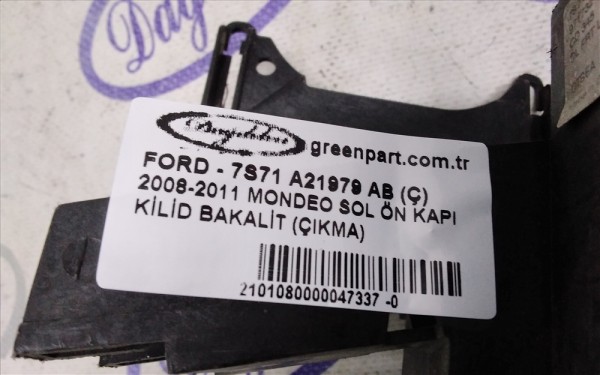 greenpart.com.tr
FORD - 7S71 A21979 AB (Ç)
2008-2011 MONDEO SOL ÖN KAPI
KİLİD BAKALİT (ÇIKMA)
2101080000047337 -0